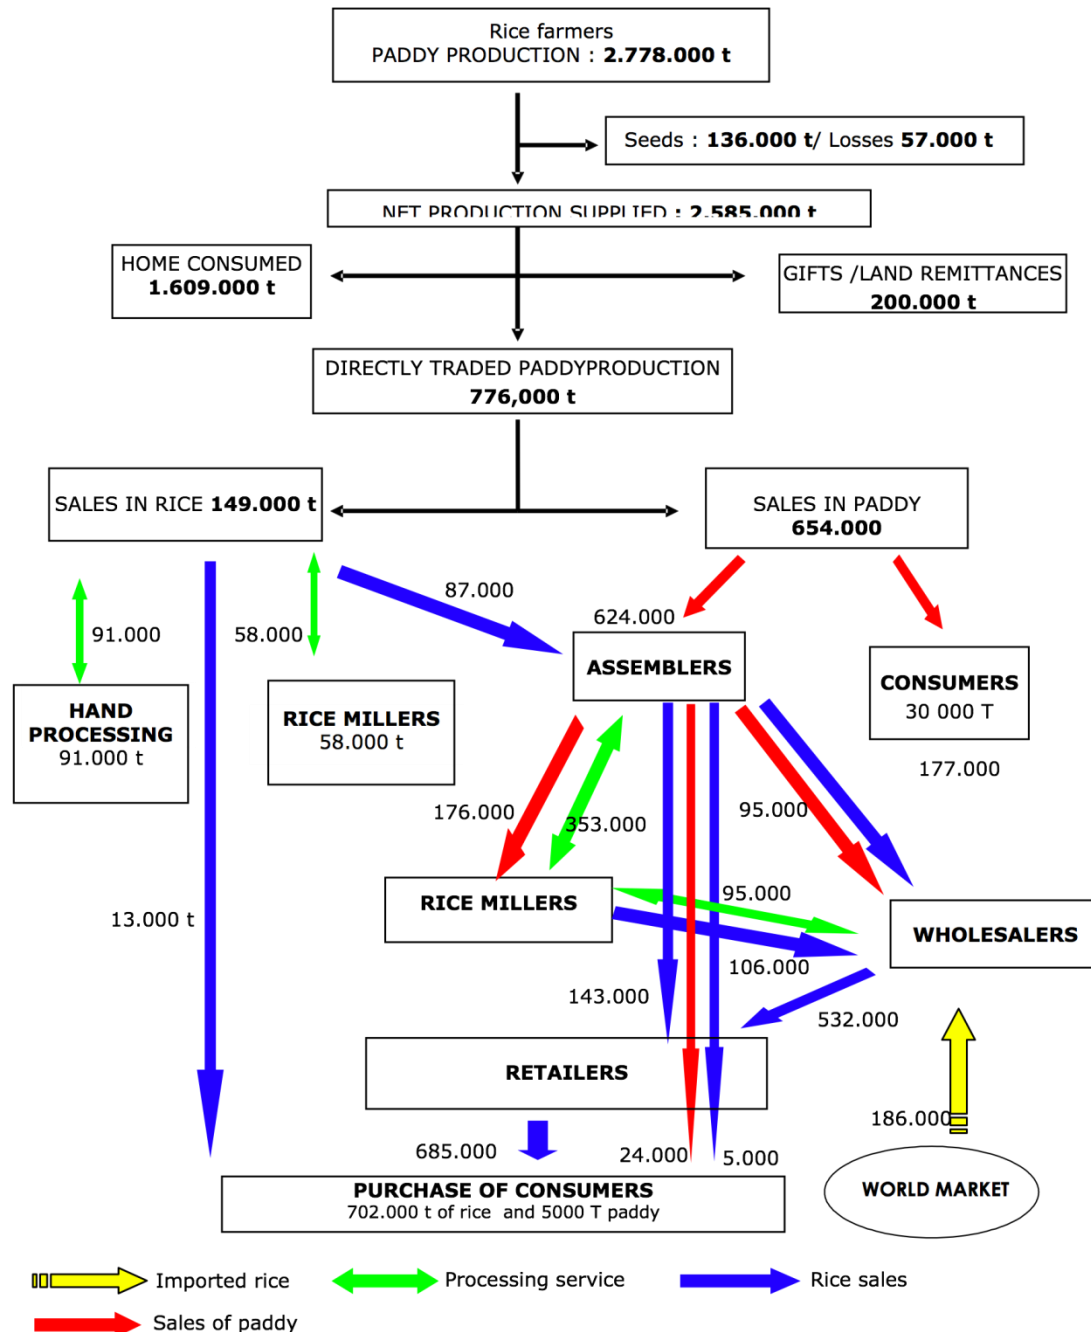 Rice farmers
PADDY PRODUCTION : 2.778.000 t
Seeds : 136.000 t/ Losses 57.000 t
NET PRODUCTION SUPPLIED : 2.585.000 t
HOME CONSUMED
1.609.000 t
GIFTS /LAND REMITTANCES
200.000 t
DIRECTLY TRADED PADDYPRODUCTION
776,000 t
SALES IN RICE 149.000 t
SALES IN PADDY
654.000
87.000
624.000
91.000
58.000
ASSEMBLERS
CONSUMERS
30 000 T
HAND
PROCESSING
91.000 t
RICE MILLERS
58.000 t
177.000
176.000
353.000
95.000
RICE MILLERS
95.000
13.000 t
WHOLESALERS
106.000
143.000
532.000
RETAILERS
186.000
685.000
24.000
5.000
PURCHASE OF CONSUMERS
702.000 t of rice and 5000 T paddy
WORLD MARKET
Imported rice
Processing service
Rice sales
Sales of paddy